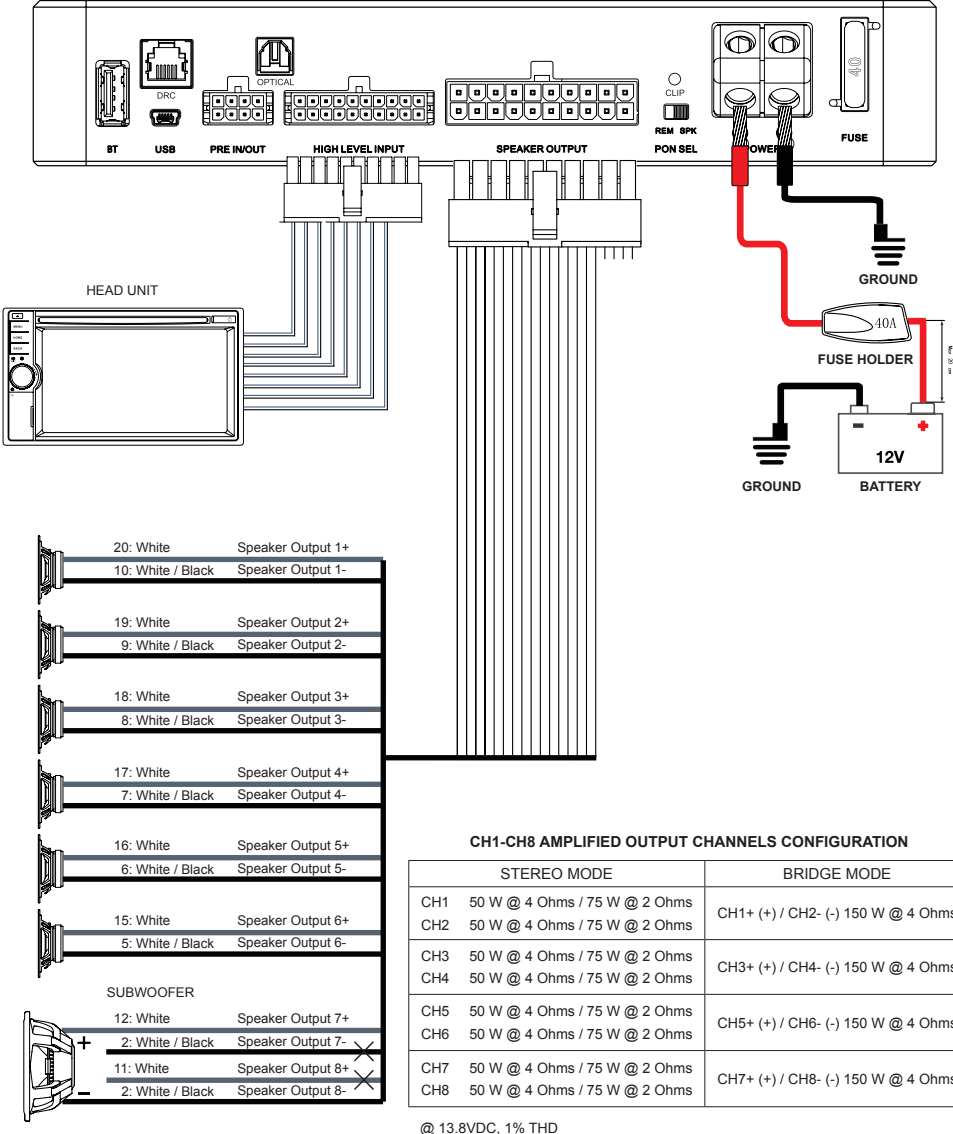 40
DRC
OPTICAL
CLIP
REM SPK
BT
USB
PRE IN/OUT
HIGH LEVEL INPUT
SPEAKER OUTPUT
PON SEL
POWER
FUSE
GROUND
HEAD UNIT
MENU
HOME
BACK
40A
FUSE HOLDER
Max. 20 cm
12V
GROUND
BATTERY
20: White Speaker Output 1+
10: White / Black Speaker Output 1-
19: White Speaker Output 2+
9: White / Black Speaker Output 2-
18: White Speaker Output 3+
8: White / Black Speaker Output 3-
17: White Speaker Output 4+
7: White / Black Speaker Output 4-
16: White Speaker Output 5+
6: White / Black Speaker Output 5-
15: White Speaker Output 6+
5: White / Black Speaker Output 6-
SUBWOOFER
12: White Speaker Output 7+
+
2: White / Black Speaker Output 7-
11: White Speaker Output 8+
2: White / Black Speaker Output 8-
CH1-CH8 AMPLIFIED OUTPUT CHANNELS CONFIGURATION
STEREO MODE BRIDGE MODE
CH1 50 W @ 4 Ohms / 75 W @ 2 Ohms
CH2 50 W @ 4 Ohms / 75 W @ 2 Ohms
CH1+ (+) / CH2- (-) 150 W @ 4 Ohms
CH3 50 W @ 4 Ohms / 75 W @ 2 Ohms
CH4 50 W @ 4 Ohms / 75 W @ 2 Ohms
CH3+ (+) / CH4- (-) 150 W @ 4 Ohms
CH5 50 W @ 4 Ohms / 75 W @ 2 Ohms
CH6 50 W @ 4 Ohms / 75 W @ 2 Ohms
CH5+ (+) / CH6- (-) 150 W @ 4 Ohms
CH7 50 W @ 4 Ohms / 75 W @ 2 Ohms
CH8 50 W @ 4 Ohms / 75 W @ 2 Ohms
CH7+ (+) / CH8- (-) 150 W @ 4 Ohms
@ 13.8VDC, 1% THD